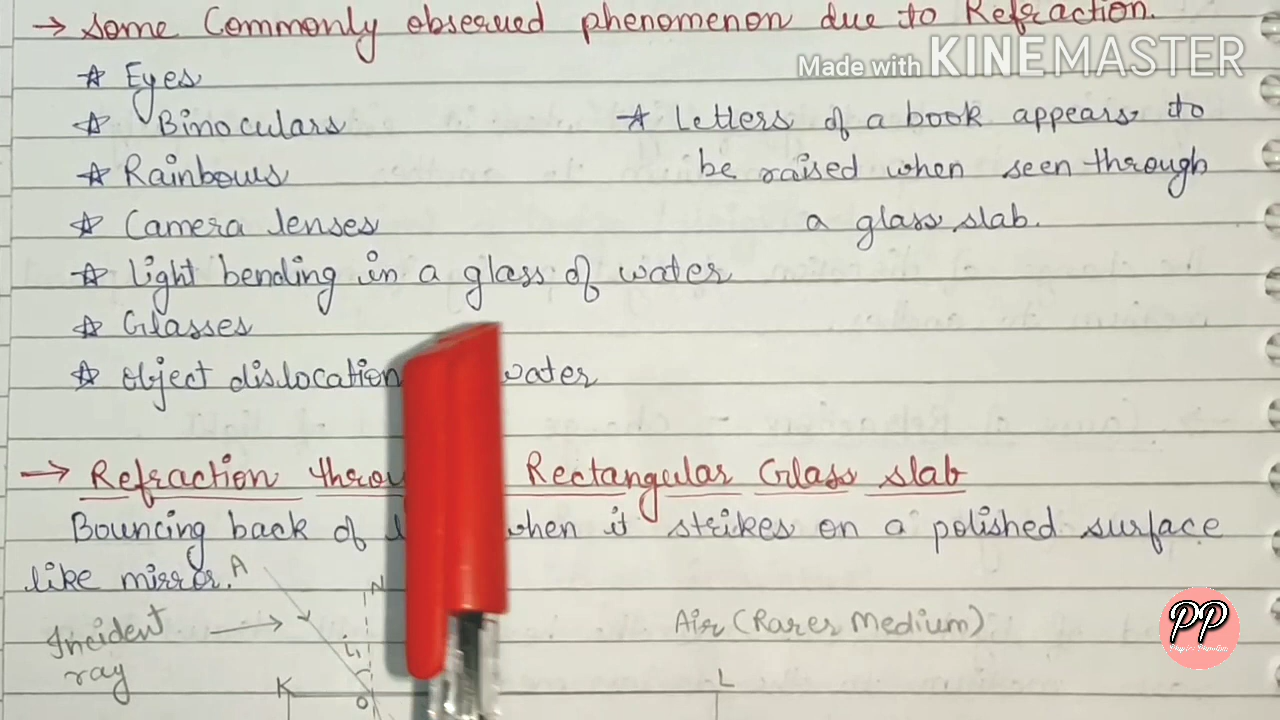 → Some Commonly observed phenomenon due to Refraction.
Made with KINEMASTER
☆ Eyes
☆ Binoculars
☆ Rainbows
☆ Camera lenses
☆ Light bending in a glass of water
☆ Glasses
☆ object dislocation water
☆ Letters of a book appears to
be raised when seen through
a glass slab.
→ Refraction Rectangular Glass slab
Bouncing back of when it strikes on a polished surface
like mirror.
A
N
Incident
ray
→
i₁
Air (Rarer Medium)
K
O
L
PP